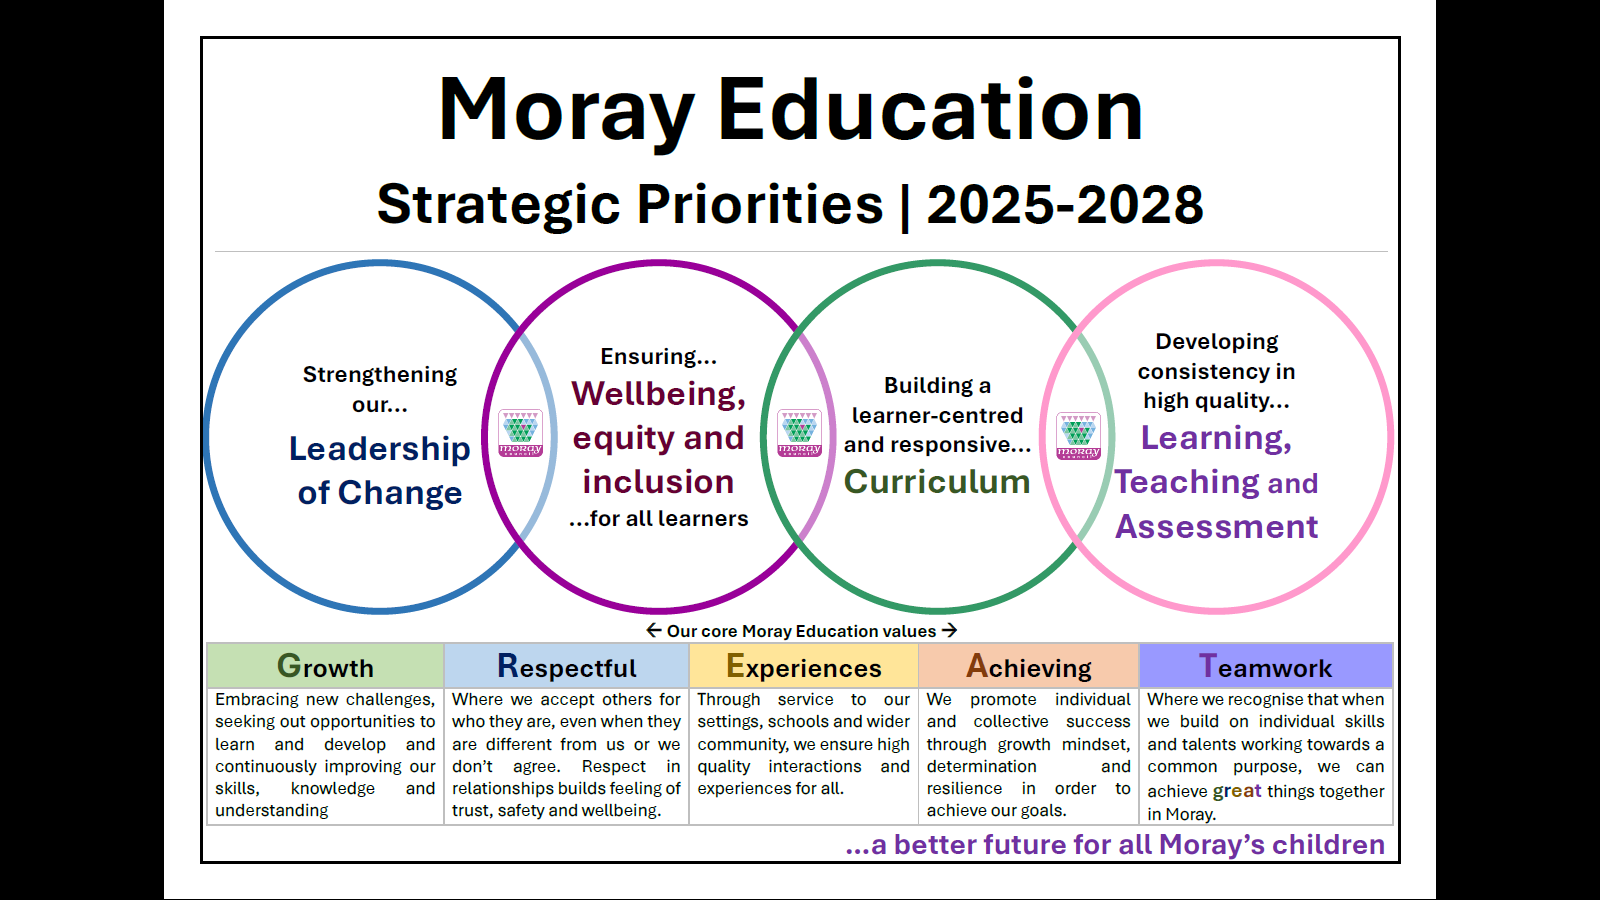 Moray Education
Strategic Priorities | 2025-2028
Strengthening
our...
Leadership
of Change
Ensuring...
Wellbeing,
equity and
inclusion
...for all learners
Building a
learner-centred
and responsive...
Curriculum
Developing
consistency in
high quality...
Learning,
Teaching and
Assessment
moray
council
moray
council
moray
council
← Our core Moray Education values →
Growth
Embracing new challenges,
seeking out opportunities to
learn and develop and
continuously improving our
skills, knowledge and
understanding
Respectful
Where we accept others for
who they are, even when they
are different from us or we
don’t agree. Respect in
relationships builds feeling of
trust, safety and wellbeing.
Experiences
Through service to our
settings, schools and wider
community, we ensure high
quality interactions and
experiences for all.
Achieving
We promote individual
and collective success
through growth mindset,
determination and
resilience in order to
achieve our goals.
Teamwork
Where we recognise that when
we build on individual skills
and talents working towards a
common purpose, we can
achieve great things together
in Moray.
...a better future for all Moray’s children